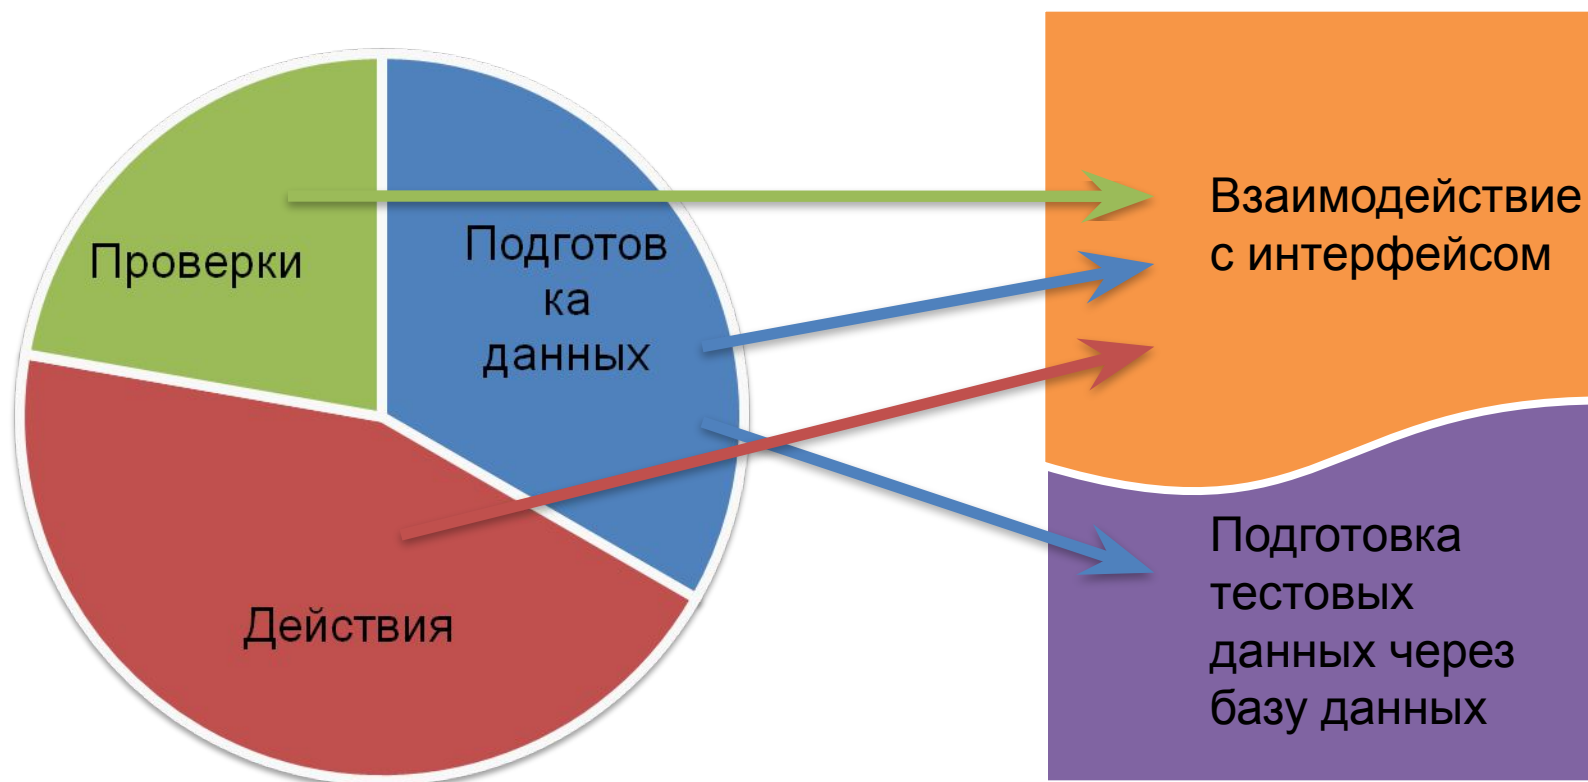 Проверки
Подготов
ка
данных
Действия
Взаимодействие
с интерфейсом
Подготовка
тестовых
данных через
базу данных